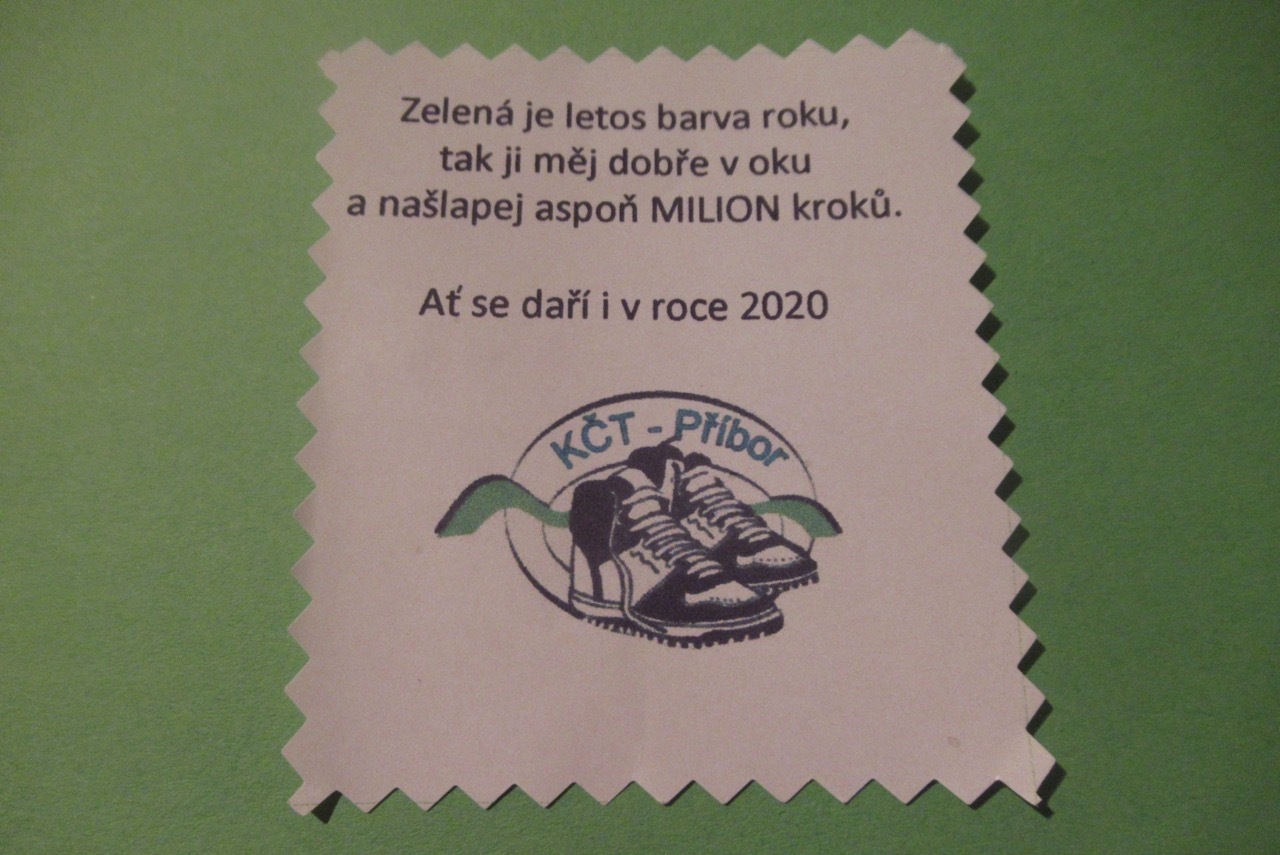 Zelená je letos barva roku,
tak ji měj dobře v oku
a našlapej aspoň MILION kroků.
Ať se daří i v roce 2020
KČT - Příbor